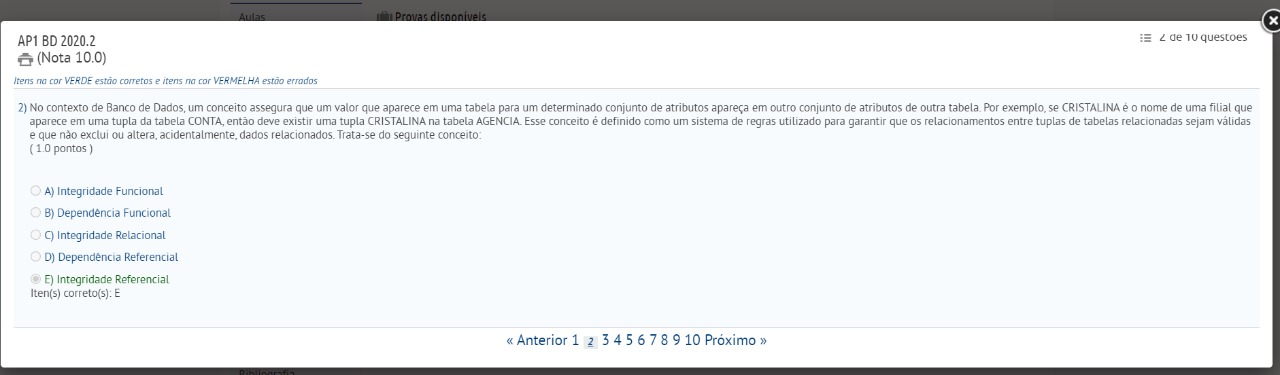 Aulas
Provas disponíveis
AP1 BD 2020.2
(Nota 10.0)
2 de 10 questões
Itens na cor VERDE estão corretos e itens na cor VERMELHA estão errados
2) No contexto de Banco de Dados, um conceito assegura que um valor que aparece em uma tabela para um determinado conjunto de atributos apareça em outro conjunto de atributos de outra tabela. Por exemplo, se CRISTALINA é o nome de uma filial que
aparece em uma tupla da tabela CONTA, então deve existir uma tupla CRISTALINA na tabela AGENCIA. Esse conceito é definido como um sistema de regras utilizado para garantir que os relacionamentos entre tuplas de tabelas relacionadas sejam válidas
e que não exclui ou altera, acidentalmente, dados relacionados. Trata-se do seguinte conceito:
( 1.0 pontos )
A) Integridade Funcional
B) Dependência Funcional
C) Integridade Relacional
D) Dependência Referencial
E) Integridade Referencial
Iten(s) correto(s): E
« Anterior 1 2 3 4 5 6 7 8 9 10 Próximo »
Bibliografia